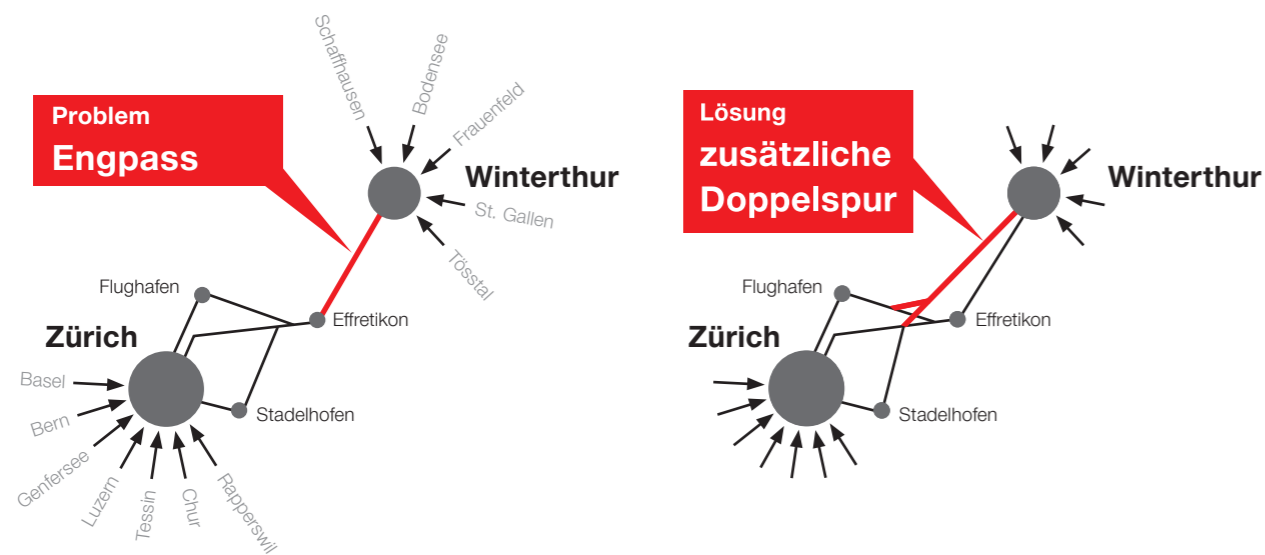 Problem
Engpass
Schaffhausen
Bodensee
Frauenfeld
Winterthur
St. Gallen
Tösstal
Flughafen
Effretikon
Zürich
Stadelhofen
Basel
Bern
Genfersee
Luzern
Tessin
Chur
Rapperswil
Lösung
zusätzliche
Doppelspur
Winterthur
Flughafen
Effretikon
Zürich
Stadelhofen